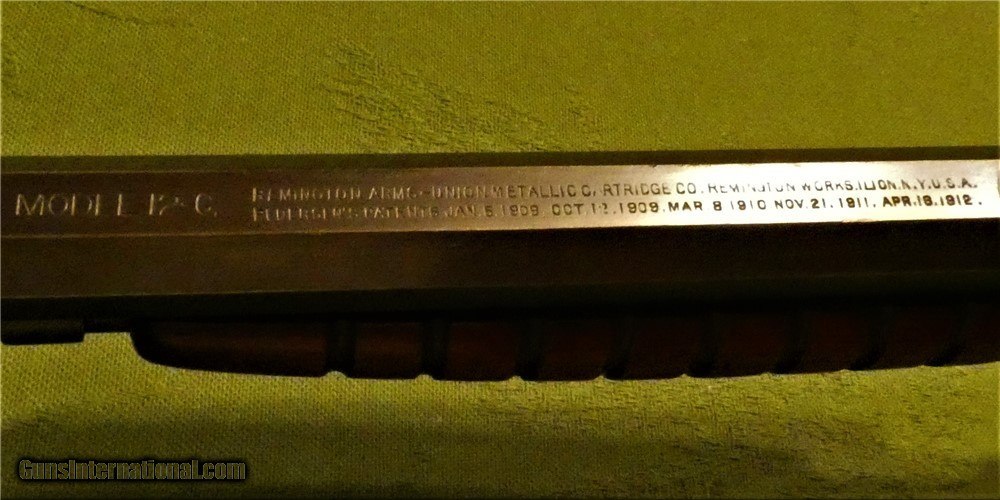 MODEL 12 C.
REMINGTON ARMS-UNION METALLIC CARTRIDGE CO. REMINGTON WORKS. ILION. N.Y. U.S.A.
PEDERSEN'S PATENTS. JAN. 5. 1909. OCT. 12. 1909. MAR 8 1910 NOV. 21. 1911. APR. 16. 1912.
GunsInternational.com